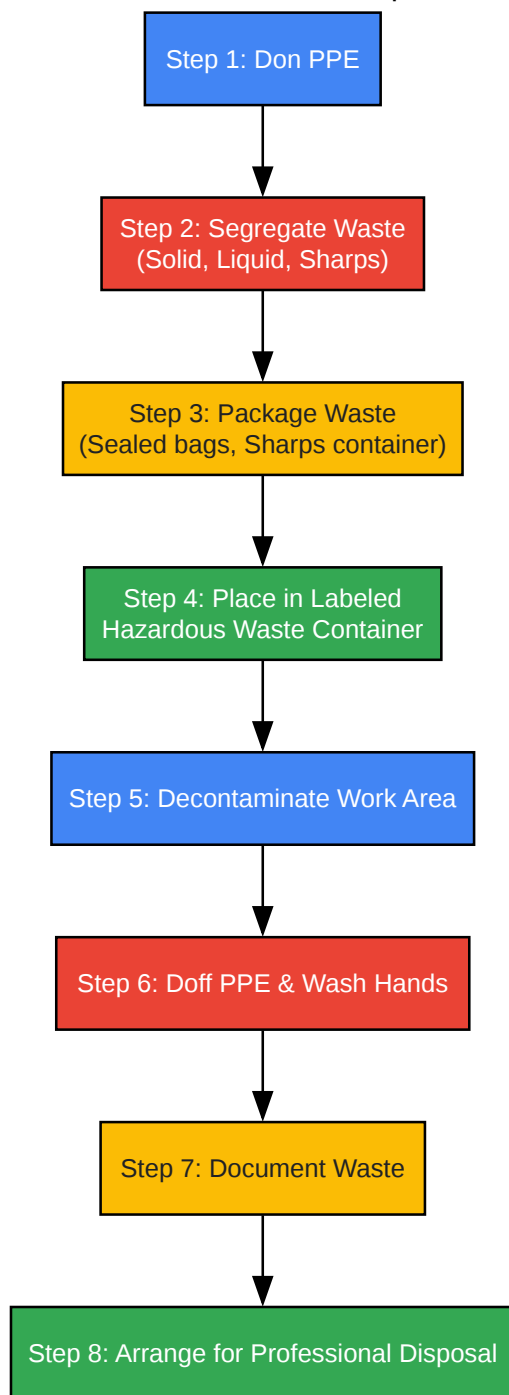 Step 1: Don PPE
Step 2: Segregate Waste
(Solid, Liquid, Sharps)
Step 3: Package Waste
(Sealed bags, Sharps container)
Step 4: Place in Labeled
Hazardous Waste Container
Step 5: Decontaminate Work Area
Step 6: Doff PPE & Wash Hands
Step 7: Document Waste
Step 8: Arrange for Professional Disposal